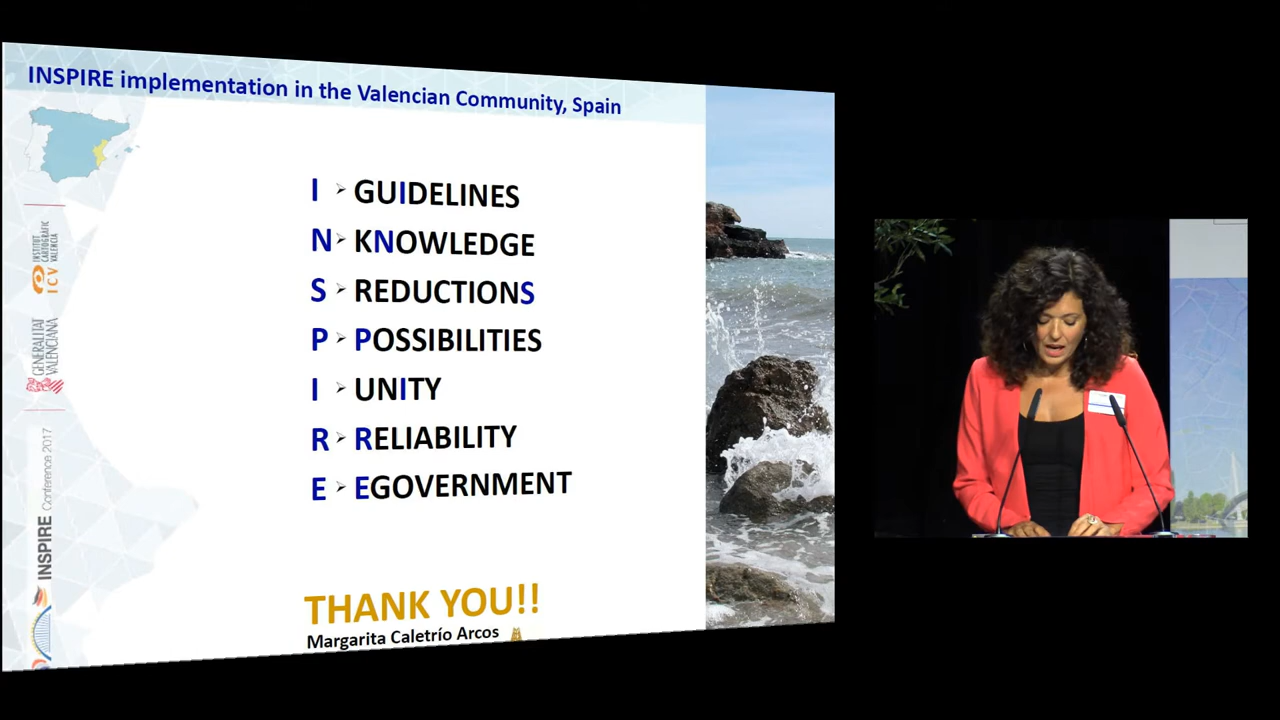 INSPIRE implementation in the Valencian Community, Spain
I ➢ GUIDELINES
N ➢ KNOWLEDGE
S ➢ REDUCTIONS
P ➢ POSSIBILITIES
I ➢ UNITY
R ➢ RELIABILITY
E ➢ EGOVERNMENT
THANK YOU!!
Margarita Caletrío Arcos
INSTITUT
CARTOGRÀFIC
VALENCIÀ
ICV
GENERALITAT
VALENCIANA
INSPIRE Conference 2017